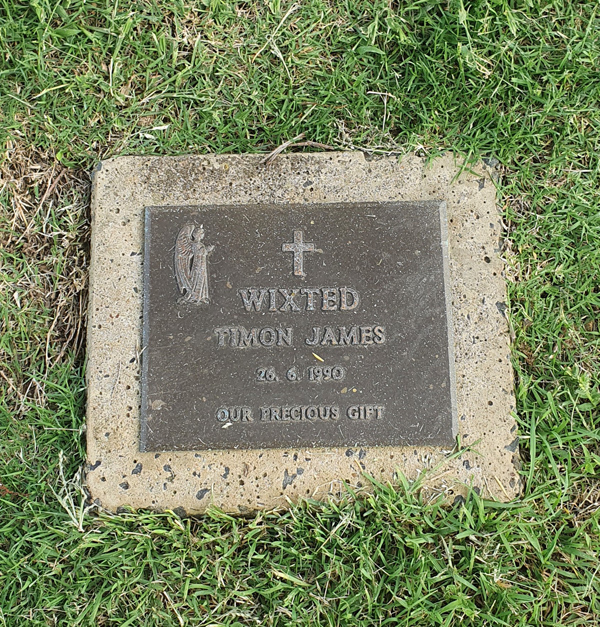 WIXTED
TIMON JAMES
26. 6. 1990
OUR PRECIOUS GIFT